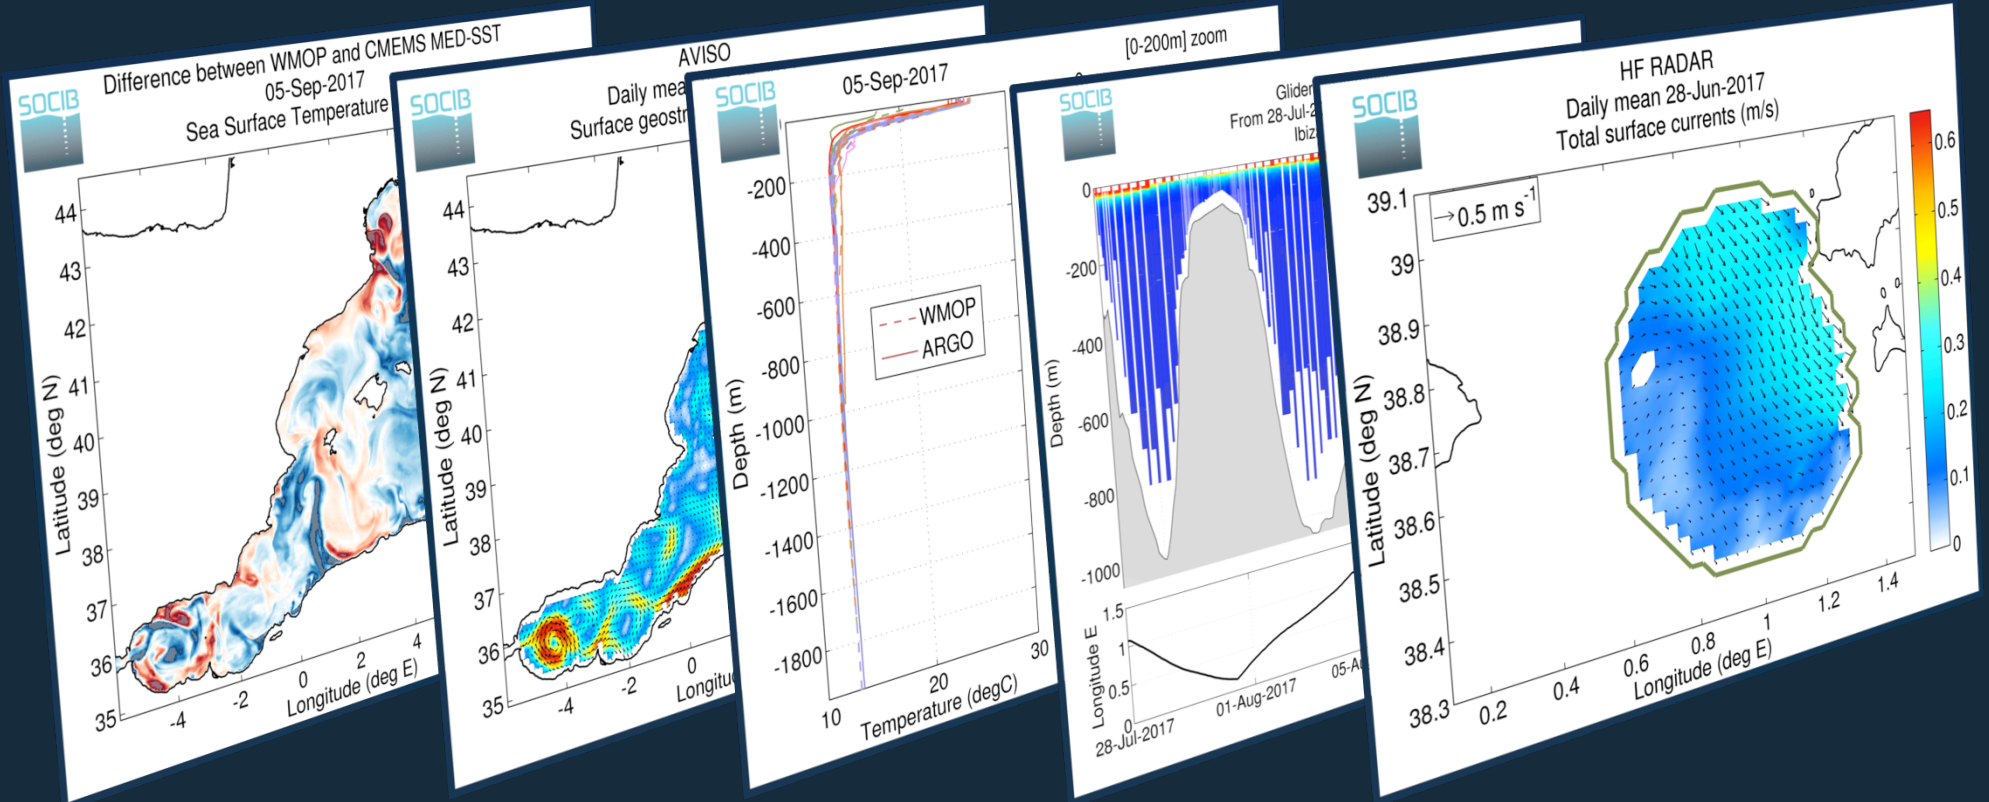 Difference between WMOP and CMEMS MED-SST
05-Sep-2017
Sea Surface Temperature
SOCIB
44
43
42
41
40
39
38
37
36
35
Latitude (deg N)
-4
-2
0
2
4
Longitude (deg E)
AVISO
Daily
Surface
SOCIB
44
43
42
41
40
39
38
37
36
35
Latitude (deg N)
-4
-2
0
[0-200m] zoom
05-Sep-2017
SOCIB
-200
-400
-600
-800
-1000
-1200
-1400
-1600
-1800
Depth (m)
WMOP
ARGO
10
20
30
Temperature (degC)
SOCIB
Glider
From 28-Jul-2
0
-200
-400
-600
-800
-1000
Depth (m)
1.5
1
0.5
0
Longitude E
28-Jul-2017
01-Aug-2017
HF RADAR
Daily mean 28-Jun-2017
Total surface currents (m/s)
SOCIB
0.5 m s-1
39.1
39
38.9
38.8
38.7
38.6
38.5
38.4
38.3
Latitude (deg N)
0.2
0.4
0.6
0.8
1
1.2
1.4
Longitude (deg E)
0.6
0.5
0.4
0.3
0.2
0.1
0